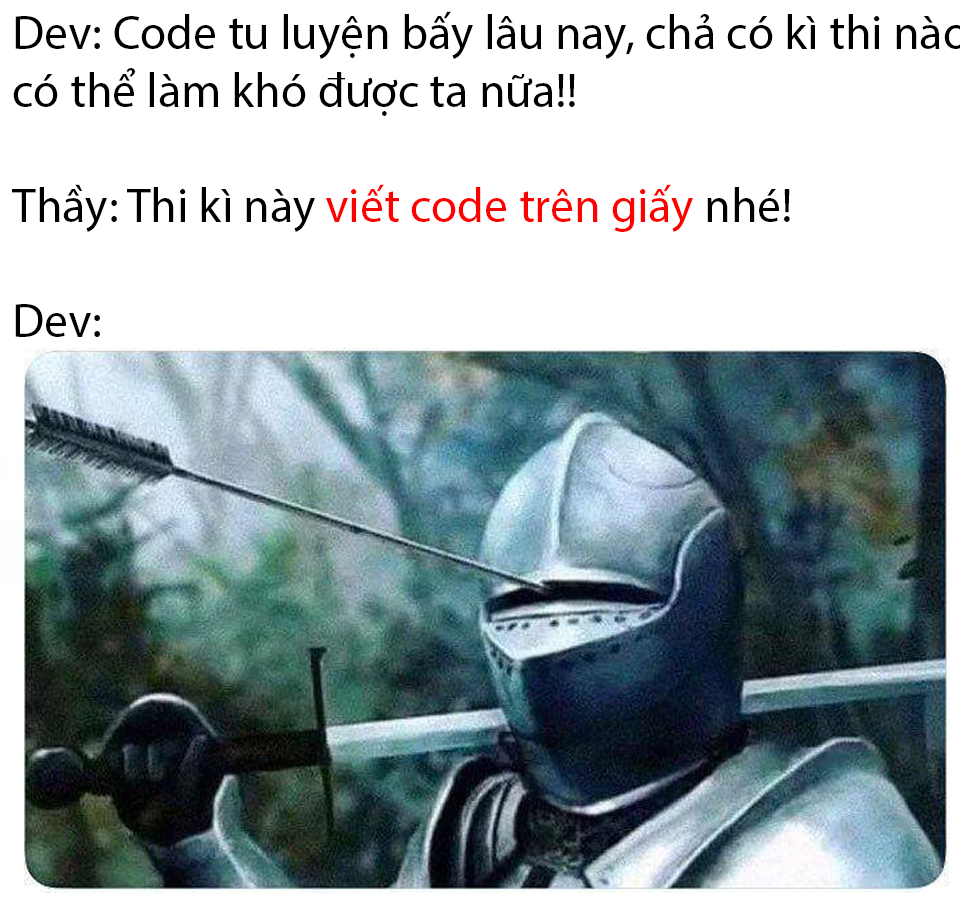 Dev: Code tu luyện bấy lâu nay, chả có kì thi nào
có thể làm khó được ta nữa!!
Thầy: Thi kì này viết code trên giấy nhé!
Dev: